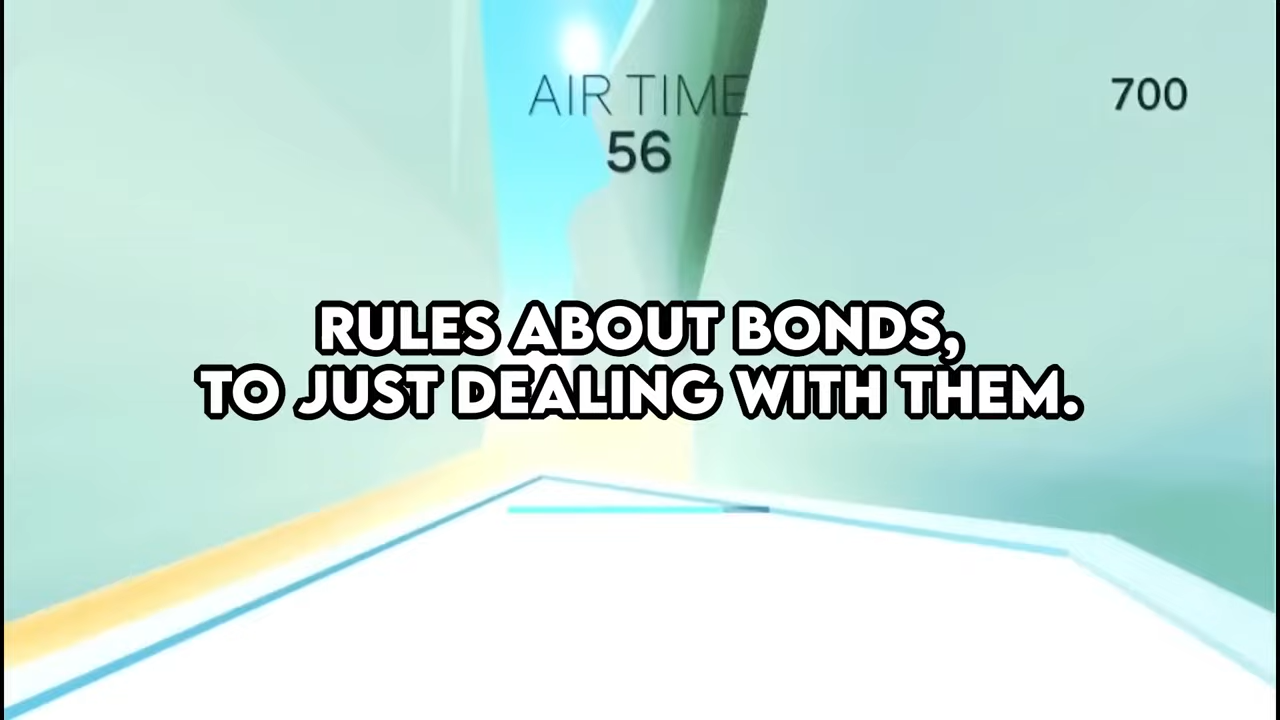 AIR TIME
56
700
RULES ABOUT BONDS,
TO JUST DEALING WITH THEM.